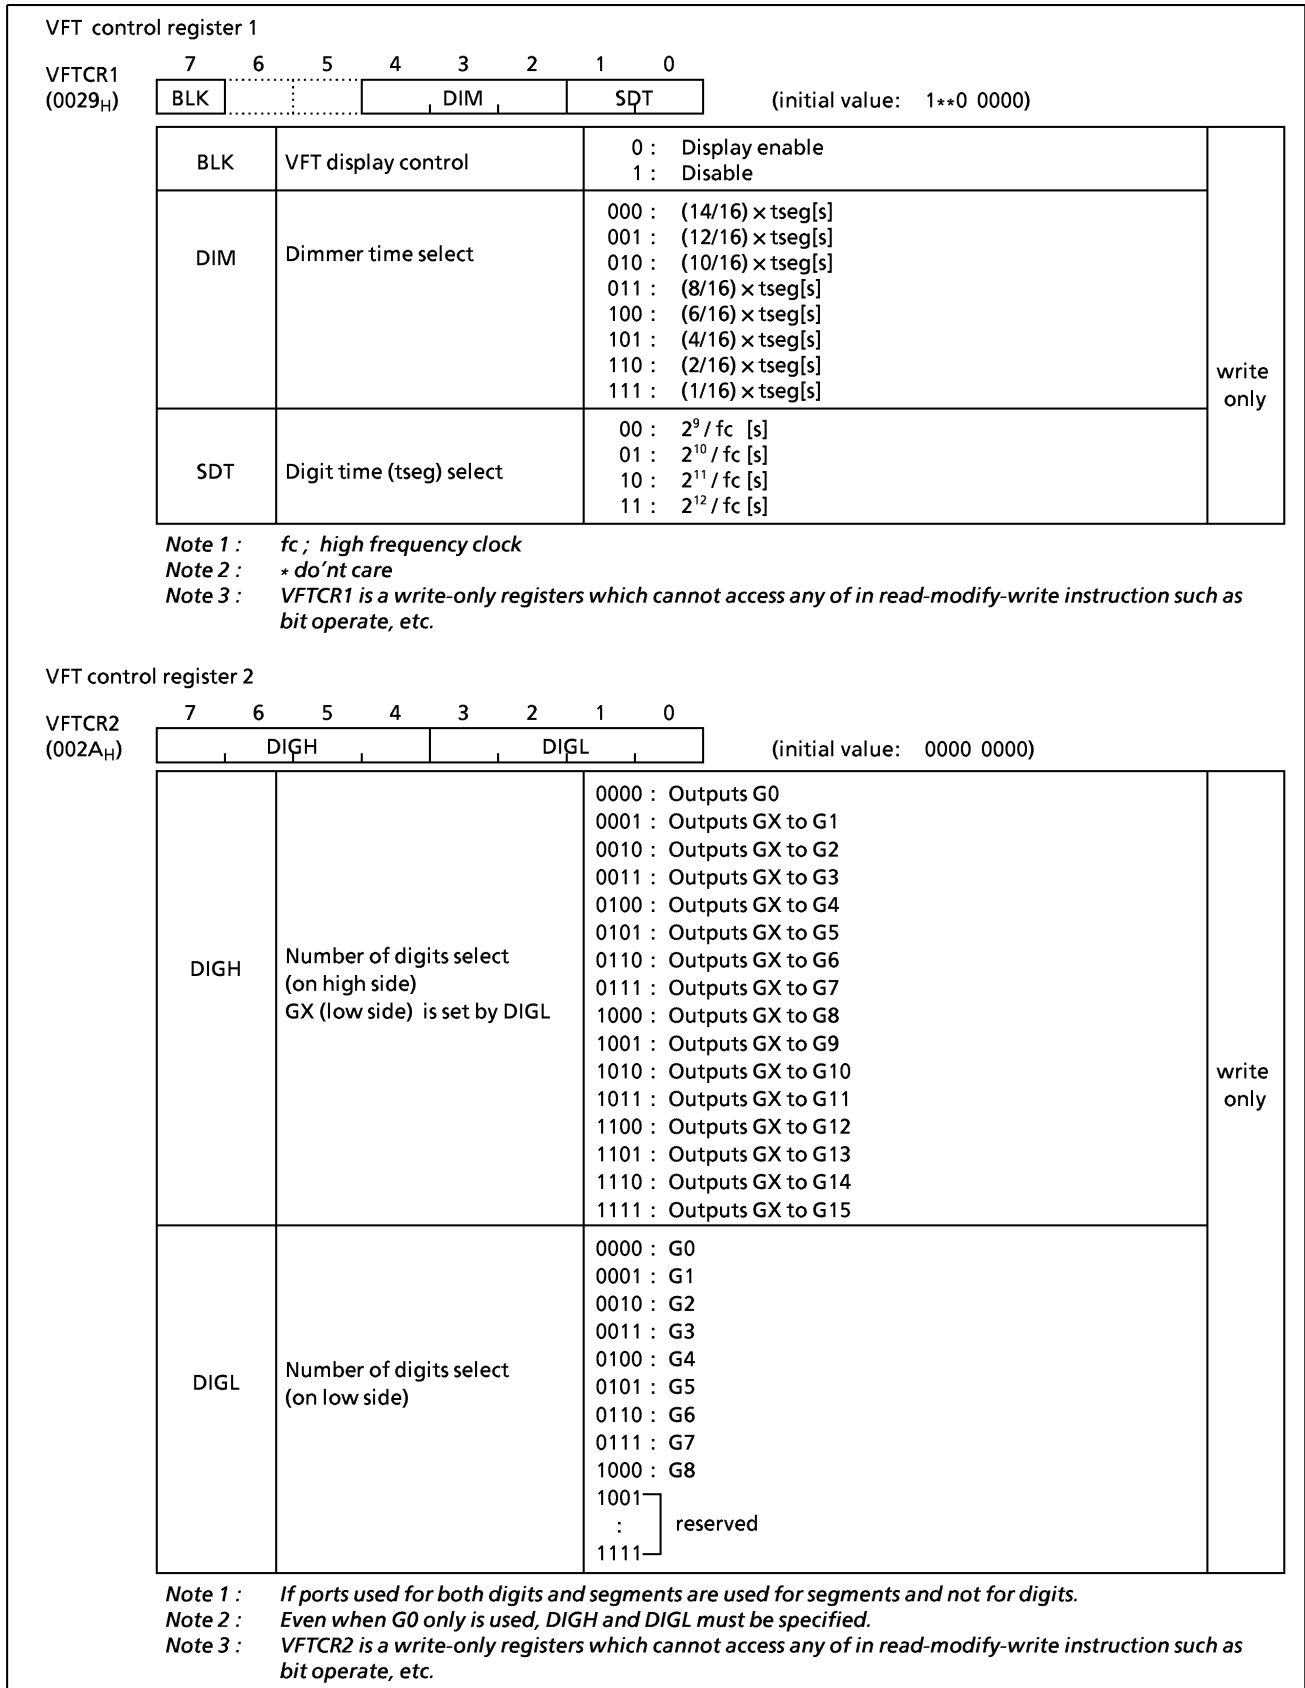 VFT control register 1
7 6 5 4 3 2 1 0
VFTCR1
(0029H) BLK DIM SDT (initial value: 1**0 0000)
BLK VFT display control 0 : Display enable
1 : Disable
DIM Dimmer time select 000 : (14/16) × tseg[s]
001 : (12/16) × tseg[s]
010 : (10/16) × tseg[s]
011 : (8/16) × tseg[s]
100 : (6/16) × tseg[s]
101 : (4/16) × tseg[s]
110 : (2/16) × tseg[s]
111 : (1/16) × tseg[s]
write
only
SDT Digit time (tseg) select 00 : 2⁹ / fc [s]
01 : 2¹⁰ / fc [s]
10 : 2¹¹ / fc [s]
11 : 2¹² / fc [s]
Note 1 : fc ; high frequency clock
Note 2 : * do'nt care
Note 3 : VFTCR1 is a write-only registers which cannot access any of in read-modify-write instruction such as
bit operate, etc.
VFT control register 2
7 6 5 4 3 2 1 0
VFTCR2
(002AH) DIGH DIGL (initial value: 0000 0000)
DIGH Number of digits select
(on high side)
GX (low side) is set by DIGL
0000 : Outputs G0
0001 : Outputs GX to G1
0010 : Outputs GX to G2
0011 : Outputs GX to G3
0100 : Outputs GX to G4
0101 : Outputs GX to G5
0110 : Outputs GX to G6
0111 : Outputs GX to G7
1000 : Outputs GX to G8
1001 : Outputs GX to G9
1010 : Outputs GX to G10
1011 : Outputs GX to G11
1100 : Outputs GX to G12
1101 : Outputs GX to G13
1110 : Outputs GX to G14
1111 : Outputs GX to G15
write
only
DIGL Number of digits select
(on low side)
0000 : G0
0001 : G1
0010 : G2
0011 : G3
0100 : G4
0101 : G5
0110 : G6
0111 : G7
1000 : G8
1001
: reserved
1111
Note 1 : If ports used for both digits and segments are used for segments and not for digits.
Note 2 : Even when G0 only is used, DIGH and DIGL must be specified.
Note 3 : VFTCR2 is a write-only registers which cannot access any of in read-modify-write instruction such as
bit operate, etc.